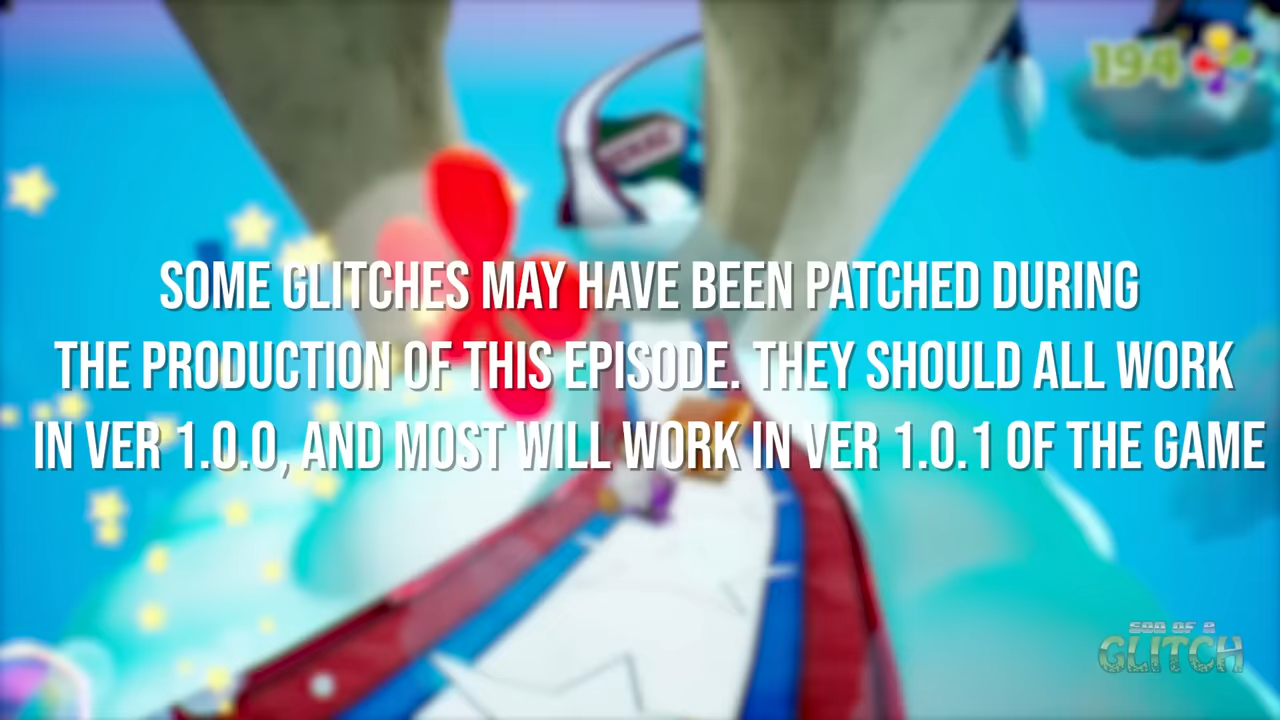 194
SOME GLITCHES MAY HAVE BEEN PATCHED DURING
THE PRODUCTION OF THIS EPISODE. THEY SHOULD ALL WORK
IN VER 1.0.0, AND MOST WILL WORK IN VER 1.0.1 OF THE GAME
SON OF A
GLITCH